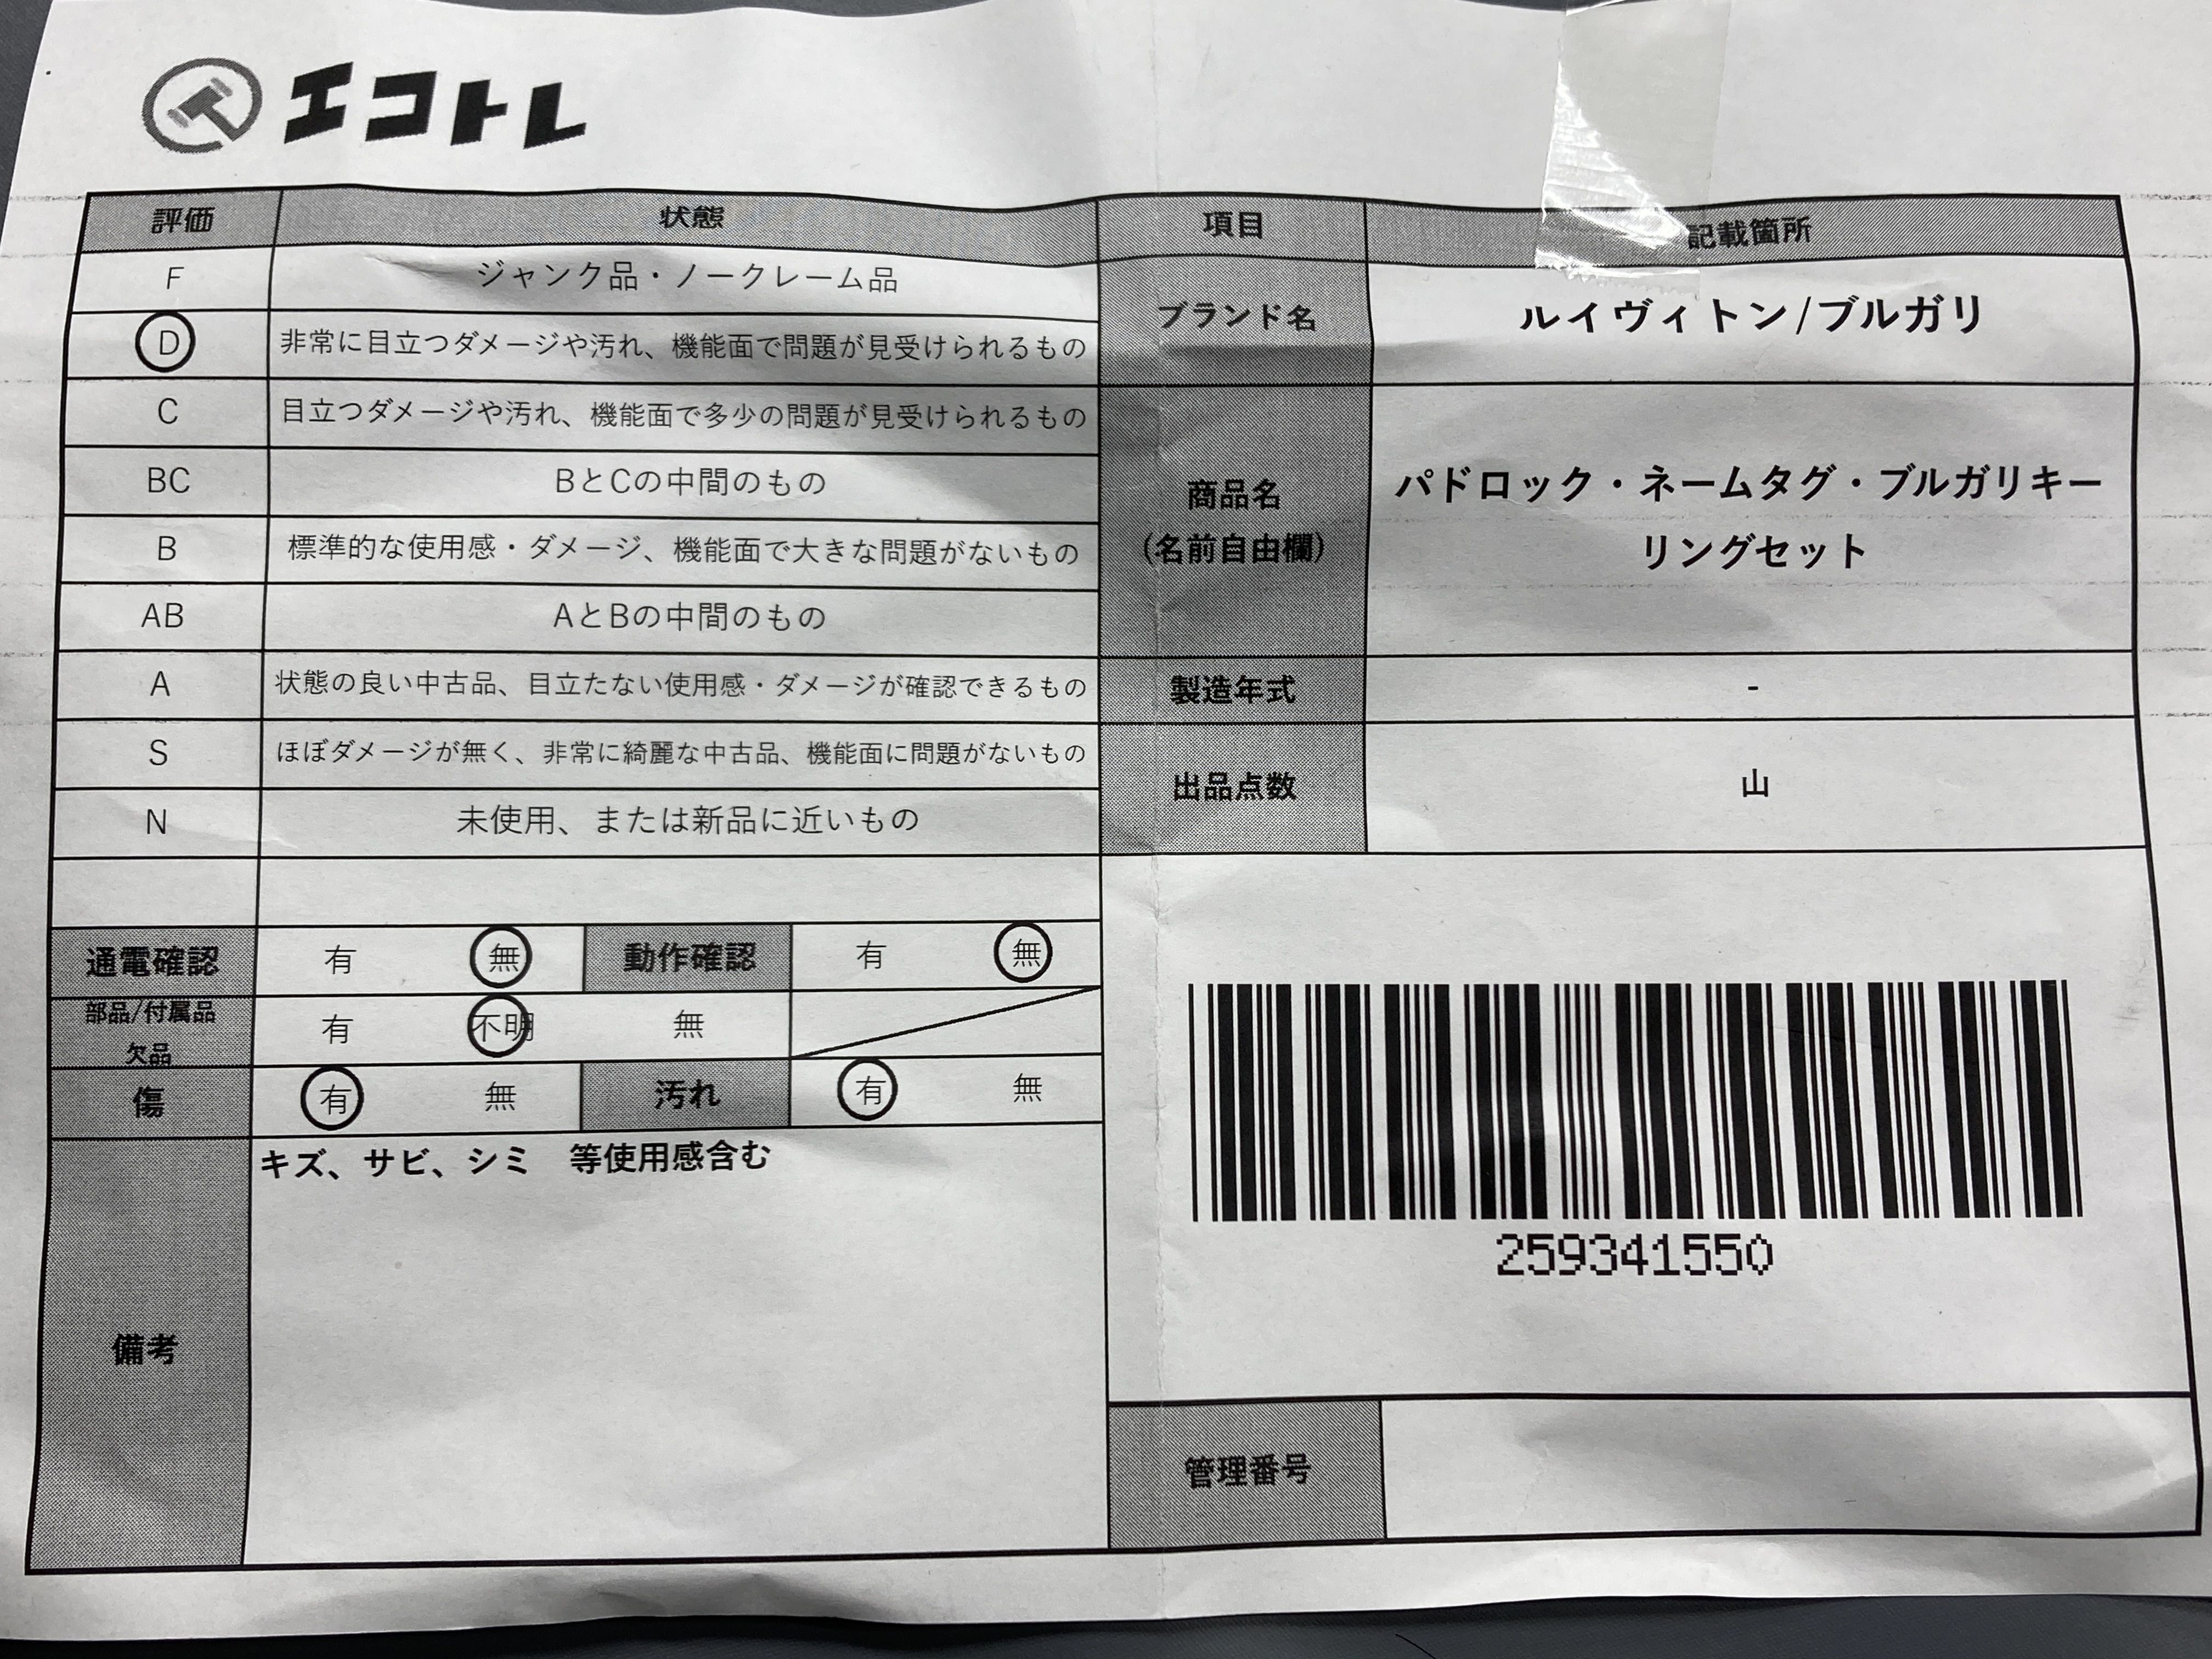 エコトレ
評価 状態 項目 記載箇所
F ジャンク品・ノークレーム品
D 非常に目立つダメージや汚れ、機能面で問題が見受けられるもの
ブランド名 ルイヴィトン/ブルガリ
C 目立つダメージや汚れ、機能面で多少の問題が見受けられるもの
BC BとCの中間のもの
B 標準的な使用感・ダメージ、機能面で大きな問題がないもの
AB AとBの中間のもの
商品名
(名前自由欄)
パドロック・ネームタグ・ブルガリキー
リングセット
A 状態の良い中古品、目立たない使用感・ダメージが確認できるもの
製造年式 -
S ほぼダメージが無く、非常に綺麗な中古品、機能面に問題がないもの
N 未使用、または新品に近いもの
出品点数 山
通電確認 有 無 動作確認 有 無
部品/付属品
欠品
有 不明 無
傷 有 無 汚れ 有 無
備考
キズ、サビ、シミ　等使用感含む
259341550
管理番号